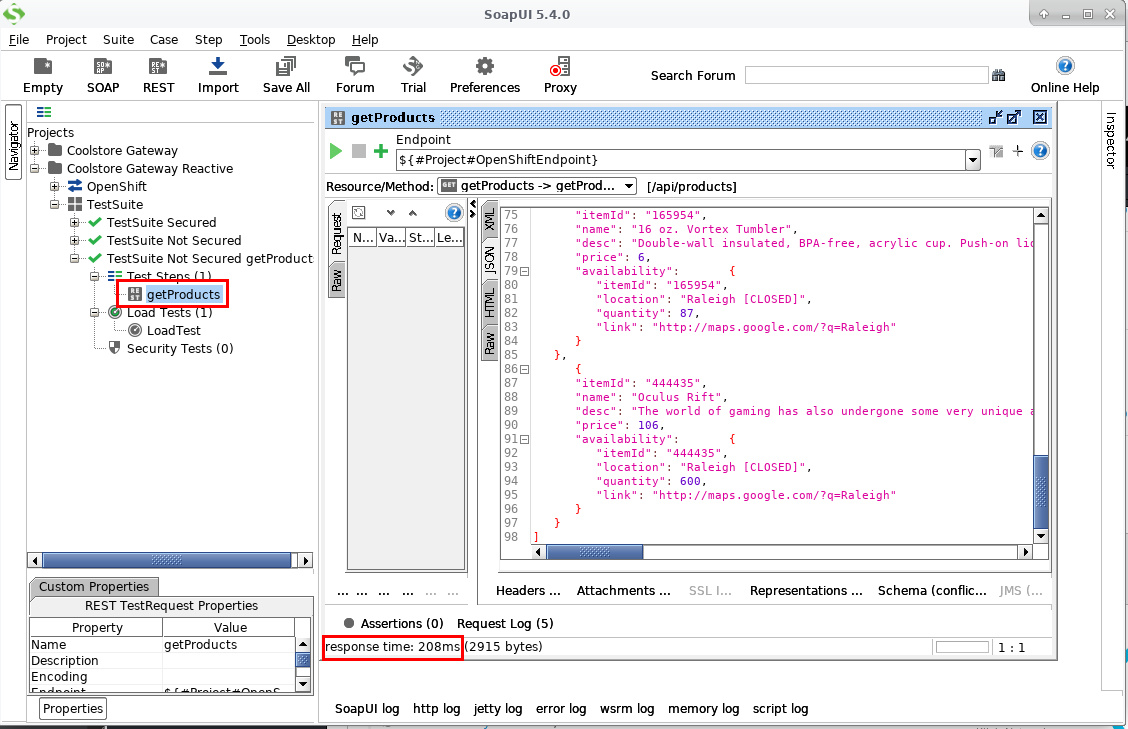 SoapUI 5.4.0
File Project Suite Case Step Tools Desktop Help
Empty SOAP REST Import Save All Forum Trial Preferences Proxy Search Forum Online Help
Navigator
Projects
Coolstore Gateway
Coolstore Gateway Reactive
OpenShift
TestSuite
TestSuite Secured
TestSuite Not Secured
TestSuite Not Secured getProduct
Test Steps (1)
getProducts
Load Tests (1)
LoadTest
Security Tests (0)
Custom Properties
REST TestRequest Properties
Property Value
Name getProducts
Description
Encoding
Endpoint ${#Project#OpenS
Properties
getProducts
Endpoint
${#Project#OpenShiftEndpoint}
Resource/Method: GET getProducts -> getProd... [/api/products]
Request
Raw
N... Va... St... Le...
XML
JSON
HTML
Raw
75 "itemId": "165954",
76 "name": "16 oz. Vortex Tumbler",
77 "desc": "Double-wall insulated, BPA-free, acrylic cup. Push-on li
78 "price": 6,
79 "availability": {
80 "itemId": "165954",
81 "location": "Raleigh [CLOSED]",
82 "quantity": 87,
83 "link": "http://maps.google.com/?q=Raleigh"
84 }
85 },
86 {
87 "itemId": "444435",
88 "name": "Oculus Rift",
89 "desc": "The world of gaming has also undergone some very unique a
90 "price": 106,
91 "availability": {
92 "itemId": "444435",
93 "location": "Raleigh [CLOSED]",
94 "quantity": 600,
95 "link": "http://maps.google.com/?q=Raleigh"
96 }
97 }
98 ]
... ... ... ... ... ...
Headers ... Attachments ... SSL I... Representations ... Schema (conflic... JMS (...
Assertions (0) Request Log (5)
response time: 208ms (2915 bytes)
1 : 1
Inspector
SoapUI log http log jetty log error log wsrm log memory log script log